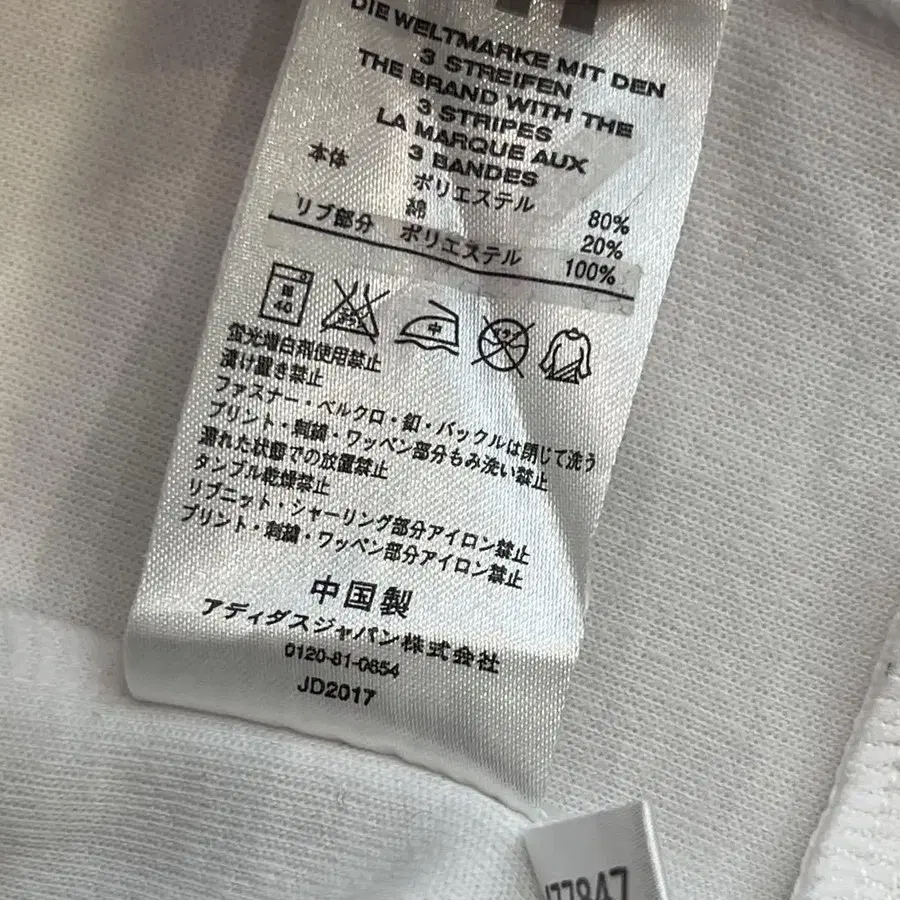 DIE WELTMARKE MIT DEN
3 STREIFEN
THE BRAND WITH THE
3 STRIPES
LA MARQUE AUX
3 BANDES
本体 ポリエステル 80%
綿 20%
リブ部分 ポリエステル 100%
40 中
蛍光増白剤使用禁止
漬け置き禁止
ファスナー・ベルクロ・釦・バックルは閉じて洗う
プリント・刺繍・ワッペン部分もみ洗い禁止
濡れた状態での放置禁止
タンブル乾燥禁止
リブニット・シャーリング部分アイロン禁止
プリント・刺繍・ワッペン部分アイロン禁止
中国製
アディダスジャパン株式会社
0120-81-0654
JD2017